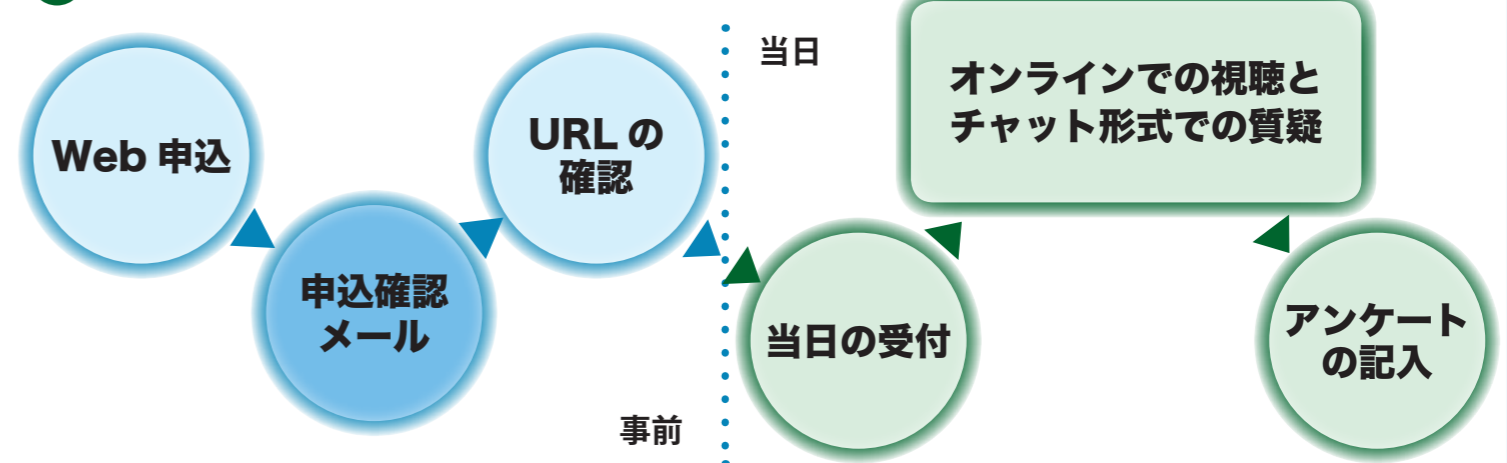 Web 申込
申込確認
メール
URL の
確認
事前
当日
当日の受付
オンラインでの視聴と
チャット形式での質疑
アンケート
の記入